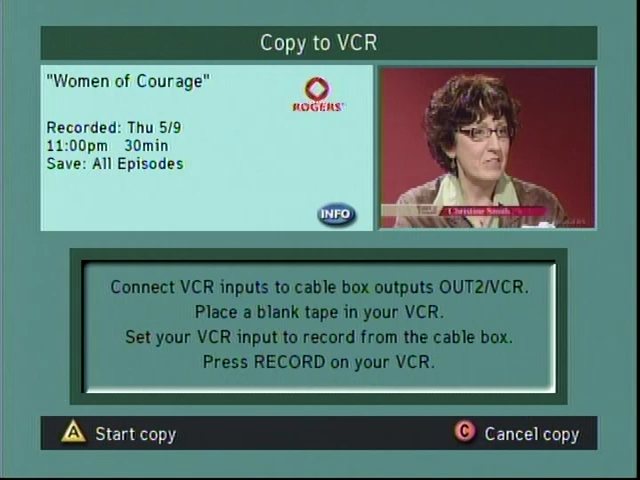 Copy to VCR
"Women of Courage"
ROGERS
Recorded: Thu 5/9
11:00pm 30min
Save: All Episodes
INFO
Christine Smith
Connect VCR inputs to cable box outputs OUT2/VCR.
Place a blank tape in your VCR.
Set your VCR input to record from the cable box.
Press RECORD on your VCR.
A Start copy
C Cancel copy